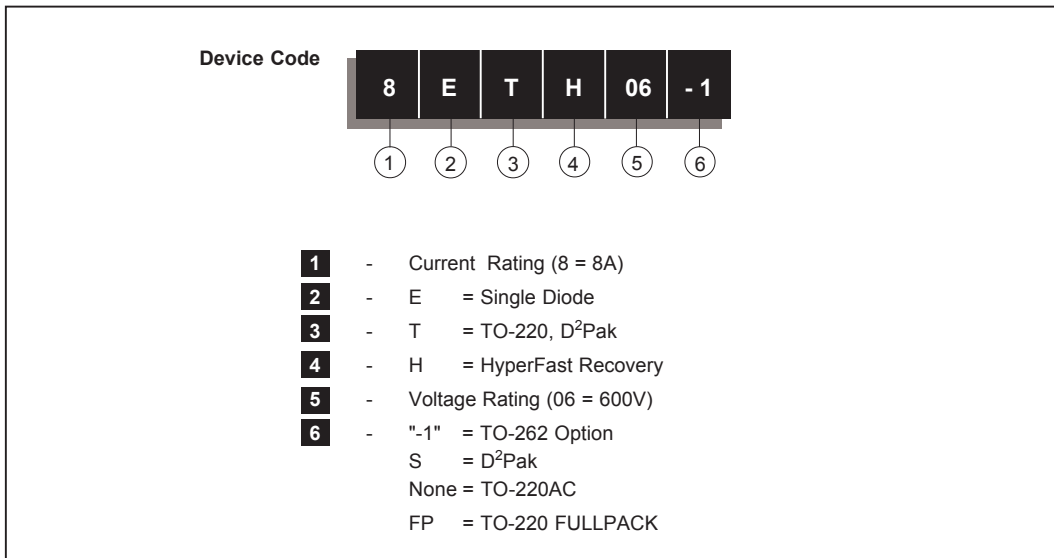 Device Code
8 E T H 06 - 1
1 2 3 4 5 6
1 - Current Rating (8 = 8A)
2 - E = Single Diode
3 - T = TO-220, D²Pak
4 - H = HyperFast Recovery
5 - Voltage Rating (06 = 600V)
6 - "-1" = TO-262 Option
S = D²Pak
None = TO-220AC
FP = TO-220 FULLPACK